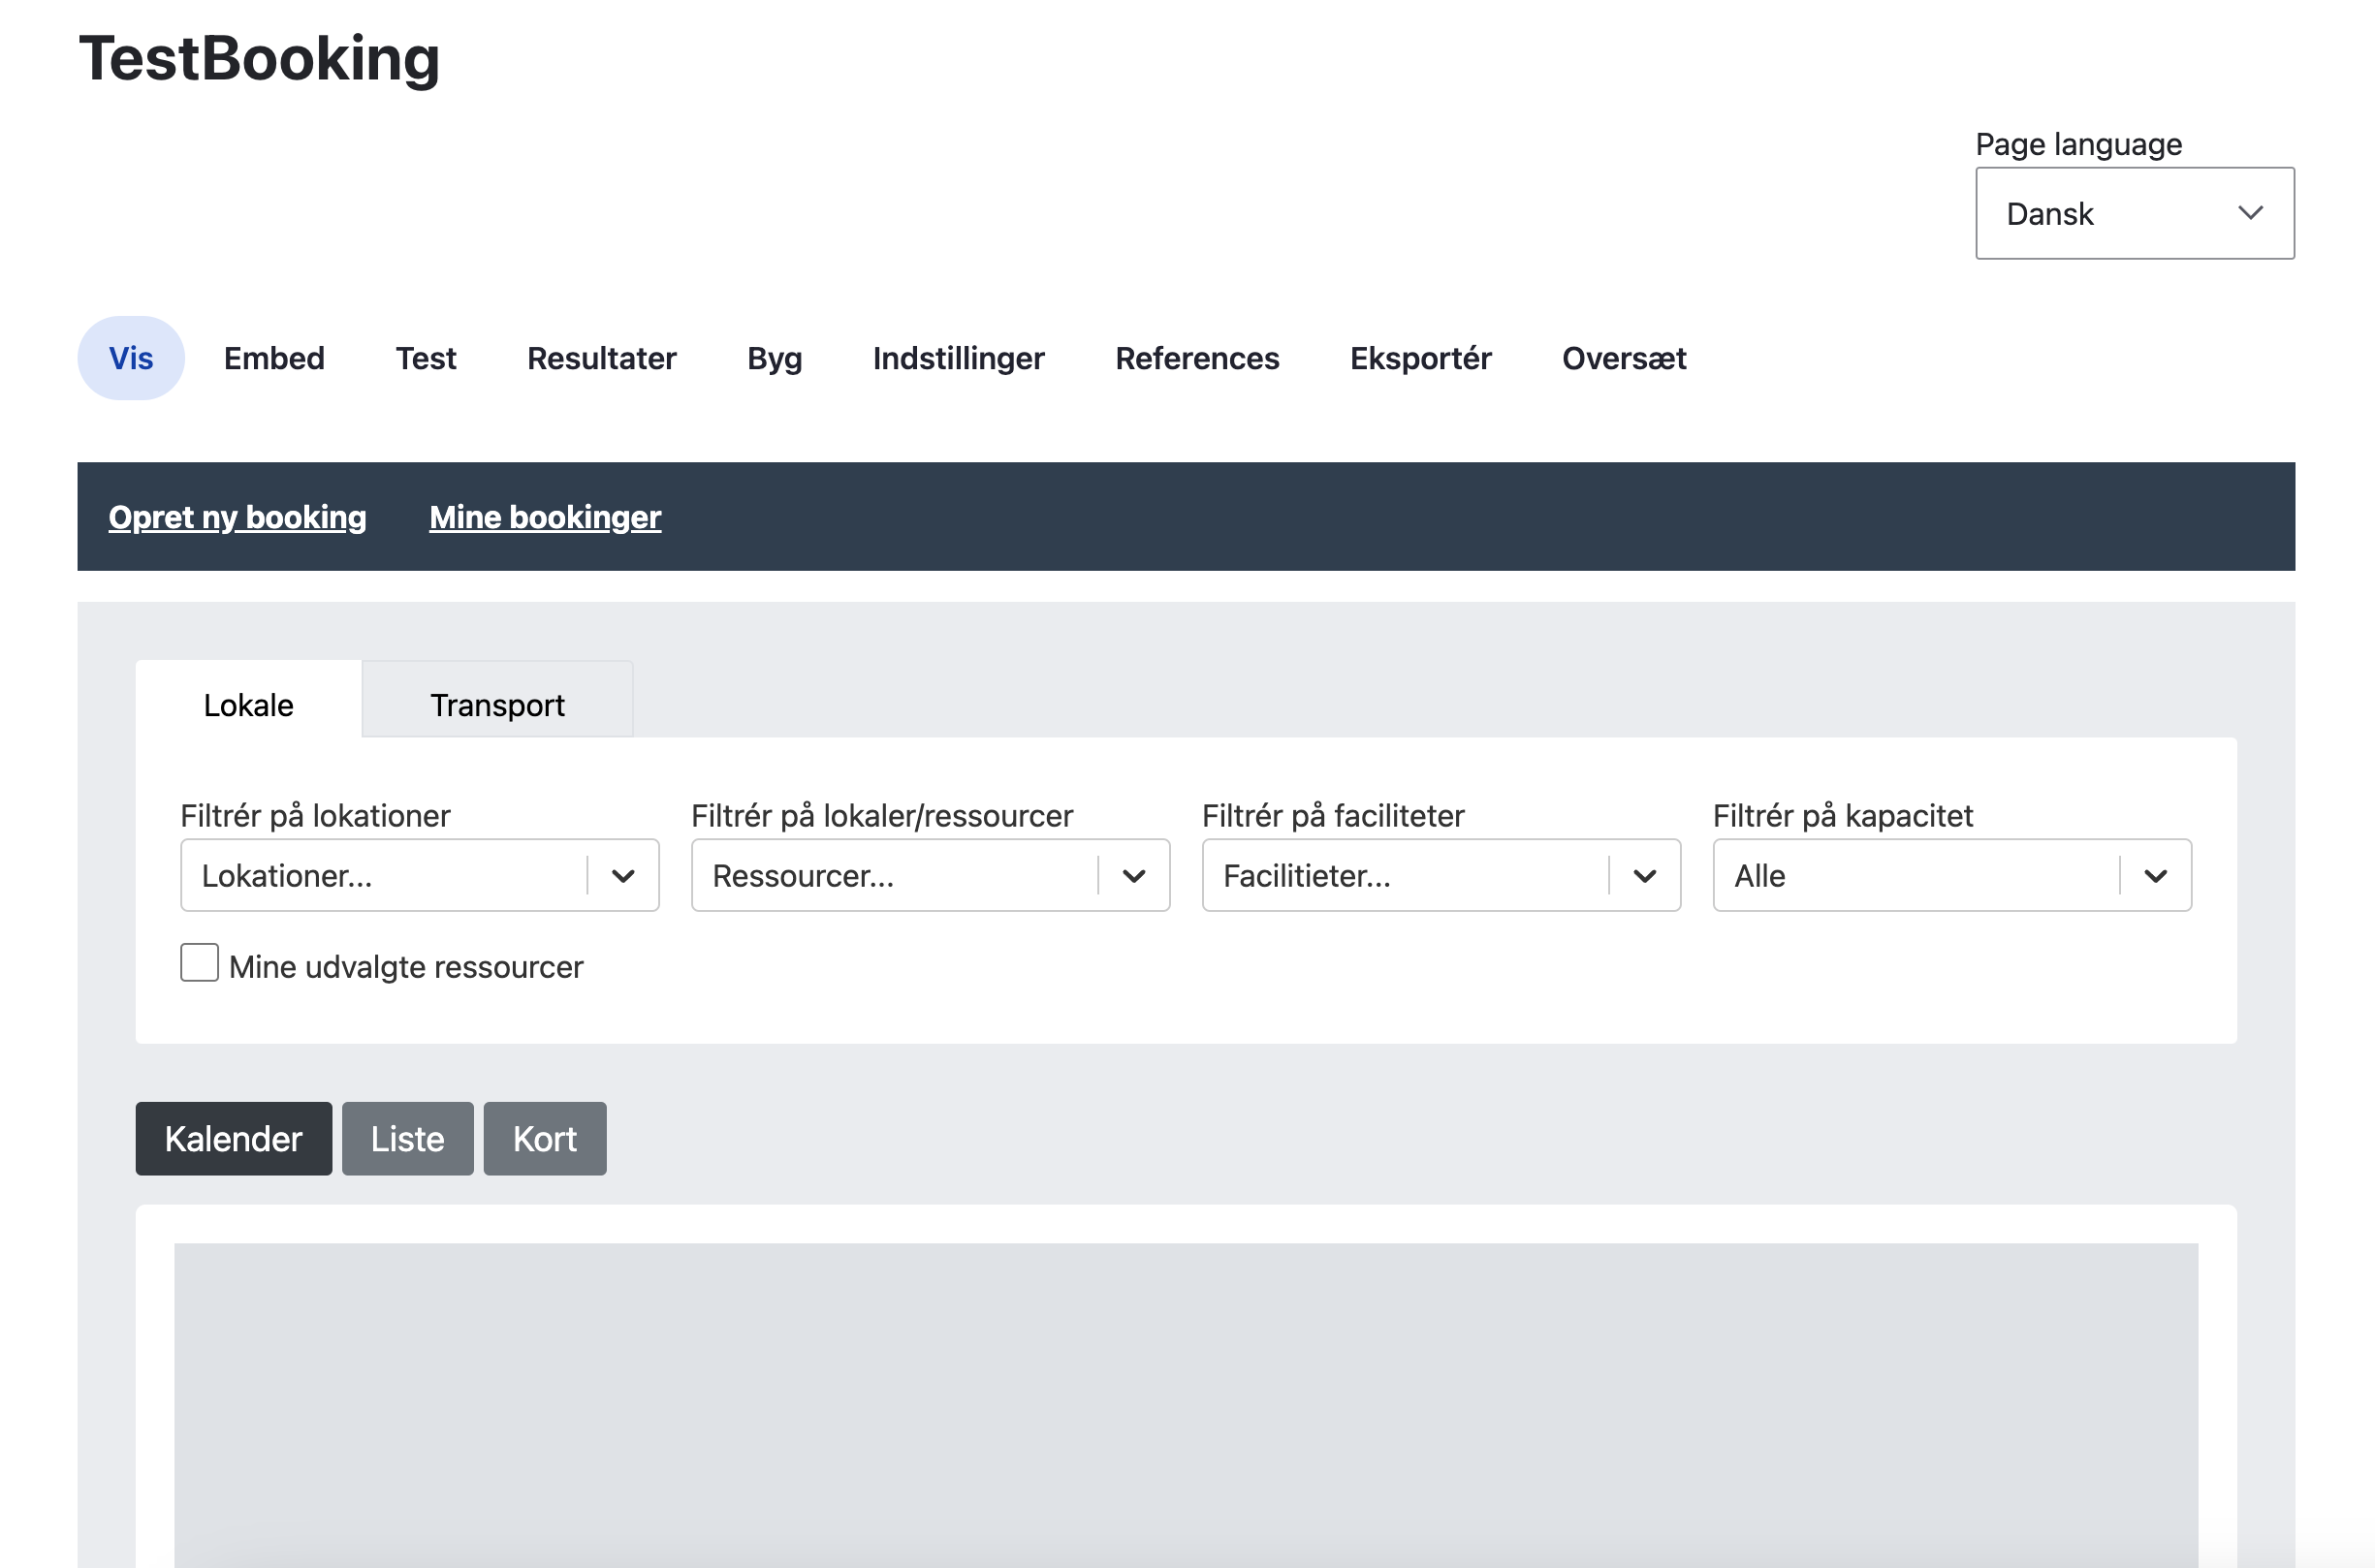 TestBooking
Page language
Dansk
Vis Embed Test Resultater Byg Indstillinger References Eksportér Oversæt
Opret ny booking Mine bookinger
Lokale Transport
Filtrér på lokationer Filtrér på lokaler/ressourcer Filtrér på faciliteter Filtrér på kapacitet
Lokationer... Ressourcer... Facilitieter... Alle
Mine udvalgte ressourcer
Kalender Liste Kort